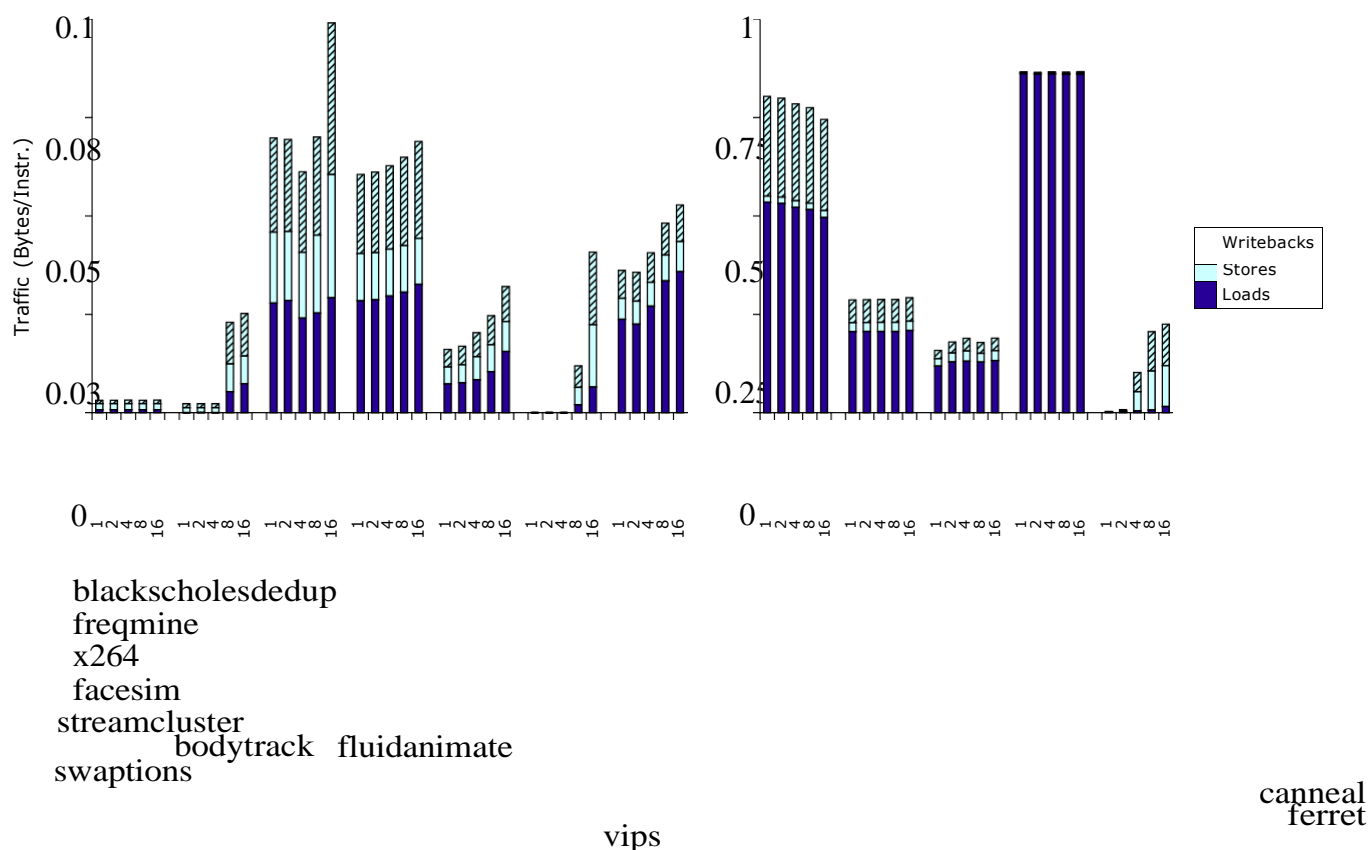 0.1
0.08
0.05
0.03
0
Traffic (Bytes/Instr.)
1 2 4 8 16 1 2 4 8 16 1 2 4 8 16 1 2 4 8 16 1 2 4 8 16 1 2 4 8 16 1 2 4 8 16
1
0.75
0.5
0.25
0
1 2 4 8 16 1 2 4 8 16 1 2 4 8 16 1 2 4 8 16 1 2 4 8 16
Writebacks
Stores
Loads
blackscholesdedup
freqmine
x264
facesim
streamcluster
bodytrack fluidanimate
swaptions
canneal
ferret
vips